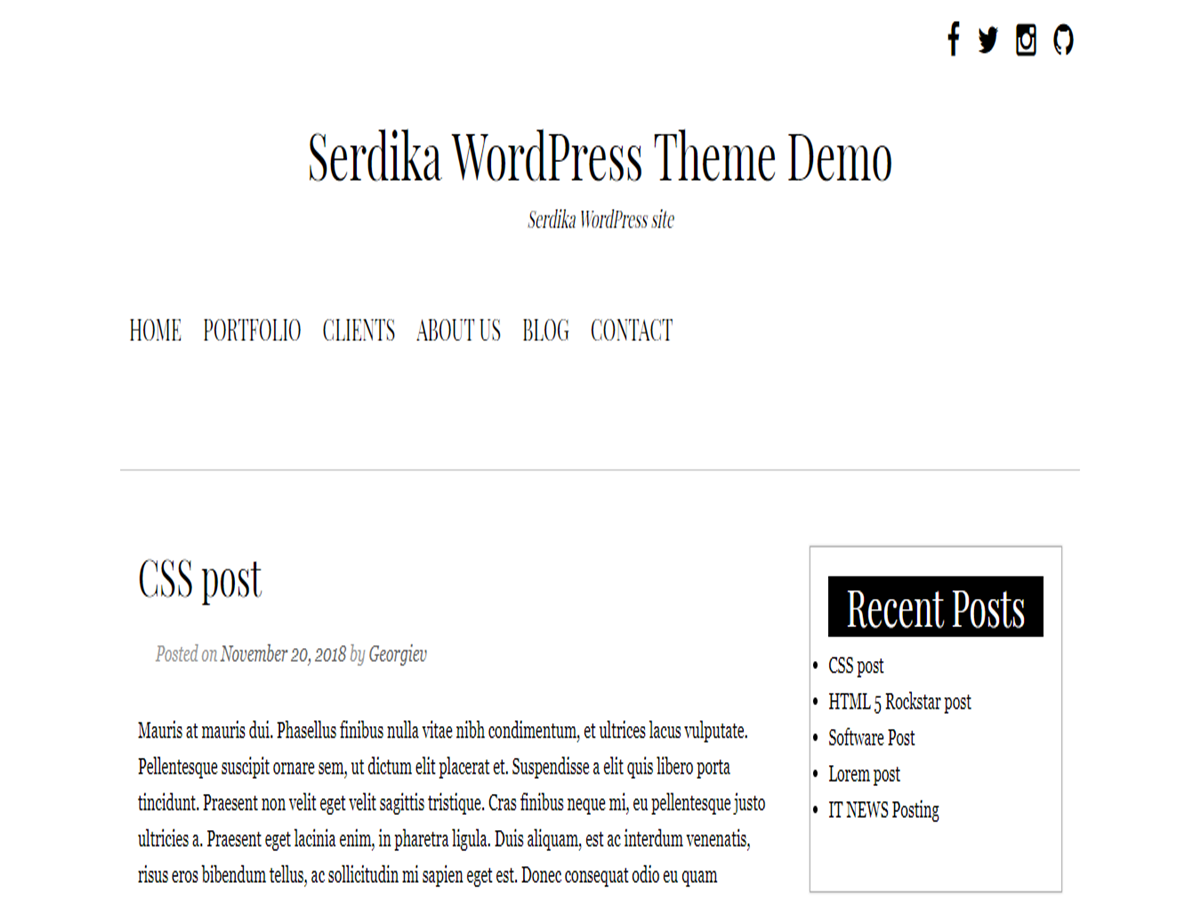 Serdika WordPress Theme Demo
Serdika WordPress site
HOME PORTFOLIO CLIENTS ABOUT US BLOG CONTACT
CSS post
Posted on November 20, 2018 by Georgiev
Mauris at mauris dui. Phasellus finibus nulla vitae nibh condimentum, et ultrices lacus vulputate.
Pellentesque suscipit ornare sem, ut dictum elit placerat et. Suspendisse a elit quis libero porta
tincidunt. Praesent non velit eget velit sagittis tristique. Cras finibus neque mi, eu pellentesque justo
ultricies a. Praesent eget lacinia enim, in pharetra ligula. Duis aliquam, est ac interdum venenatis,
risus eros bibendum tellus, ac sollicitudin mi sapien eget est. Donec consequat odio eu quam
Recent Posts
CSS post
HTML 5 Rockstar post
Software Post
Lorem post
IT NEWS Posting